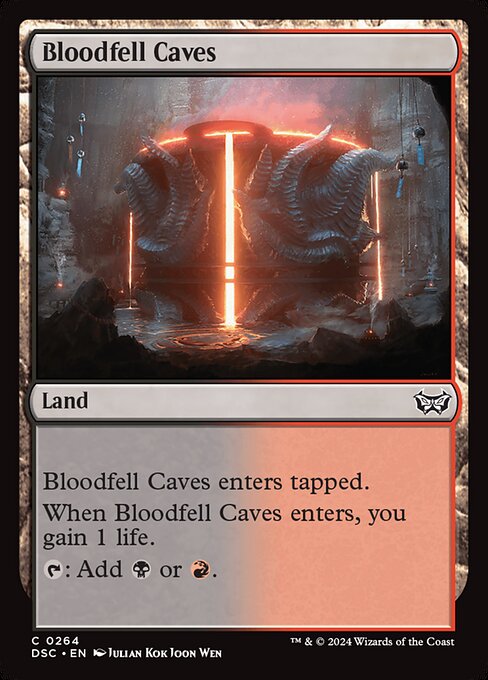 Bloodfell Caves
Land
Bloodfell Caves enters tapped.
When Bloodfell Caves enters, you
gain 1 life.
: Add or .
C 0264
DSC • EN Julian Kok Joon Wen
™ & © 2024 Wizards of the Coast